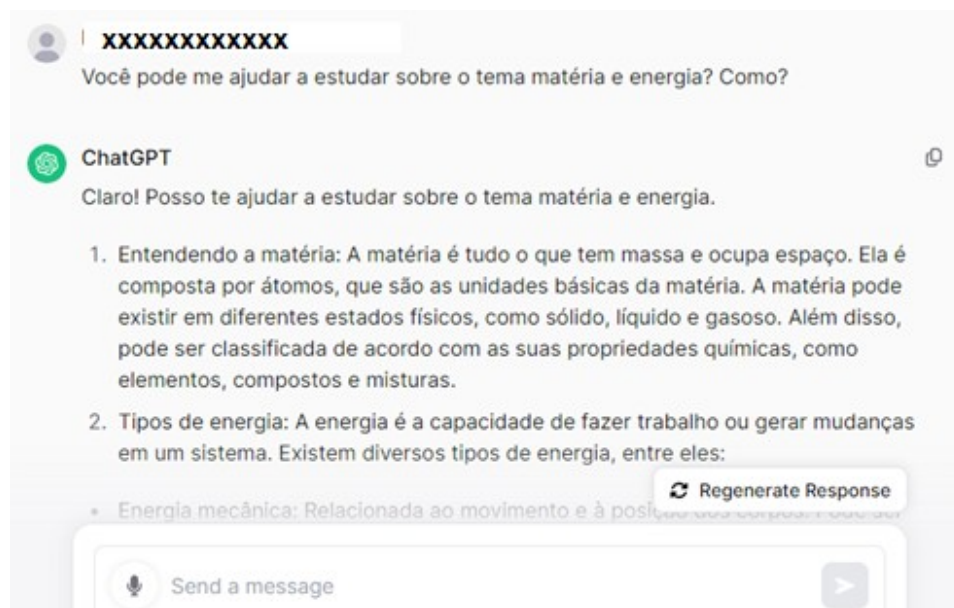 XXXXXXXXXXXX
Você pode me ajudar a estudar sobre o tema matéria e energia? Como?
ChatGPT
Claro! Posso te ajudar a estudar sobre o tema matéria e energia.
1. Entendendo a matéria: A matéria é tudo o que tem massa e ocupa espaço. Ela é
composta por átomos, que são as unidades básicas da matéria. A matéria pode
existir em diferentes estados físicos, como sólido, líquido e gasoso. Além disso,
pode ser classificada de acordo com as suas propriedades químicas, como
elementos, compostos e misturas.
2. Tipos de energia: A energia é a capacidade de fazer trabalho ou gerar mudanças
em um sistema. Existem diversos tipos de energia, entre eles:
Regenerate Response
• Energia mecânica: Relacionada ao movimento e à
Send a message